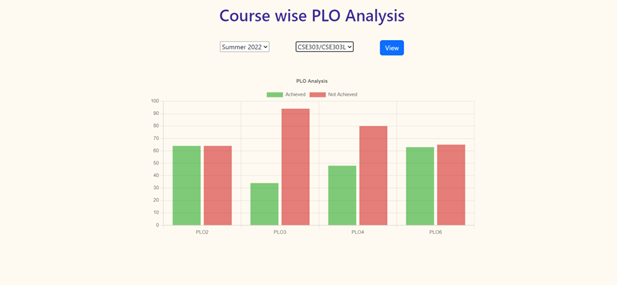 Course wise PLO Analysis
Summer 2022 CSE303/CSE303L View
PLO Analysis
Achieved Not Achieved
100
90
80
70
60
50
40
30
20
10
0
PLO2 PLO3 PLO4 PLO6